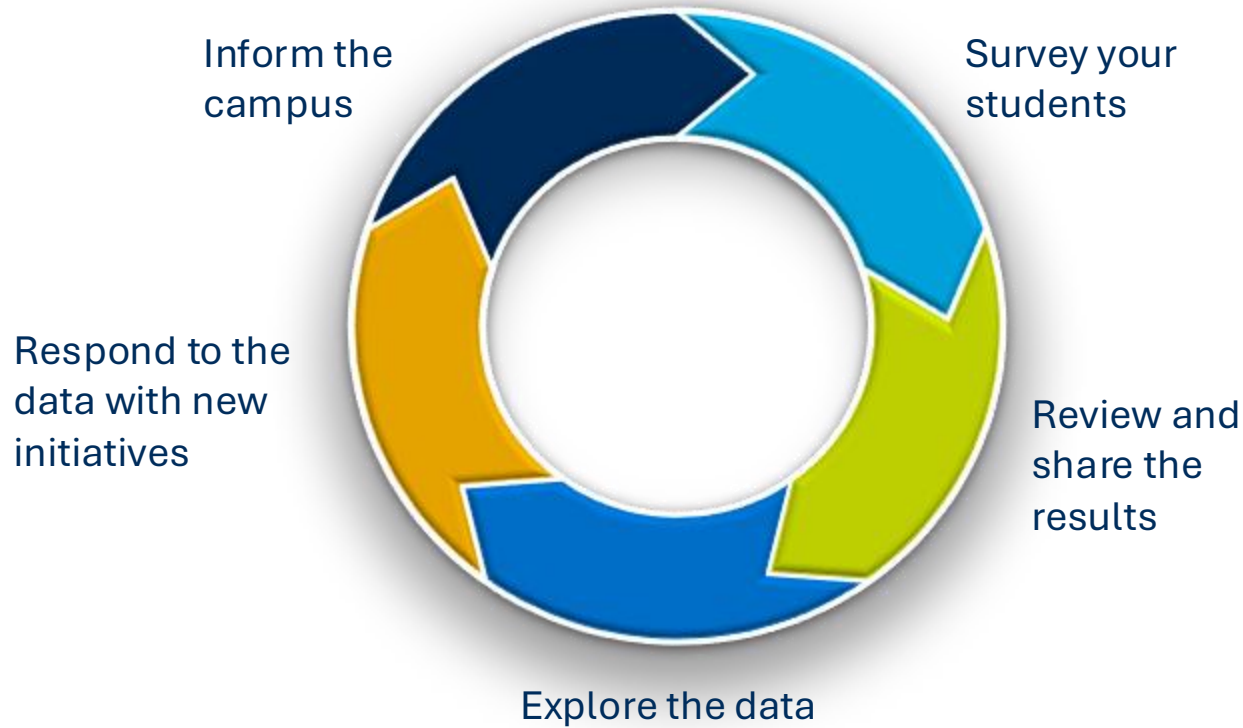 Inform the
campus
Survey your
students
Respond to the
data with new
initiatives
Review and
share the
results
Explore the data